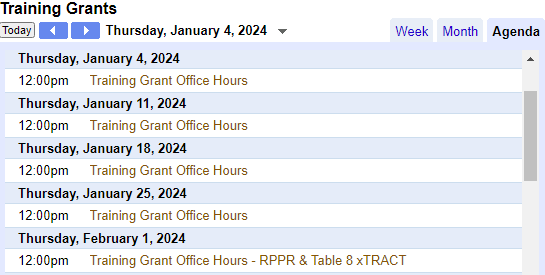 Training Grants
Today Thursday, January 4, 2024 Week Month Agenda
Thursday, January 4, 2024
12:00pm Training Grant Office Hours
Thursday, January 11, 2024
12:00pm Training Grant Office Hours
Thursday, January 18, 2024
12:00pm Training Grant Office Hours
Thursday, January 25, 2024
12:00pm Training Grant Office Hours
Thursday, February 1, 2024
12:00pm Training Grant Office Hours - RPPR & Table 8 xTRACT